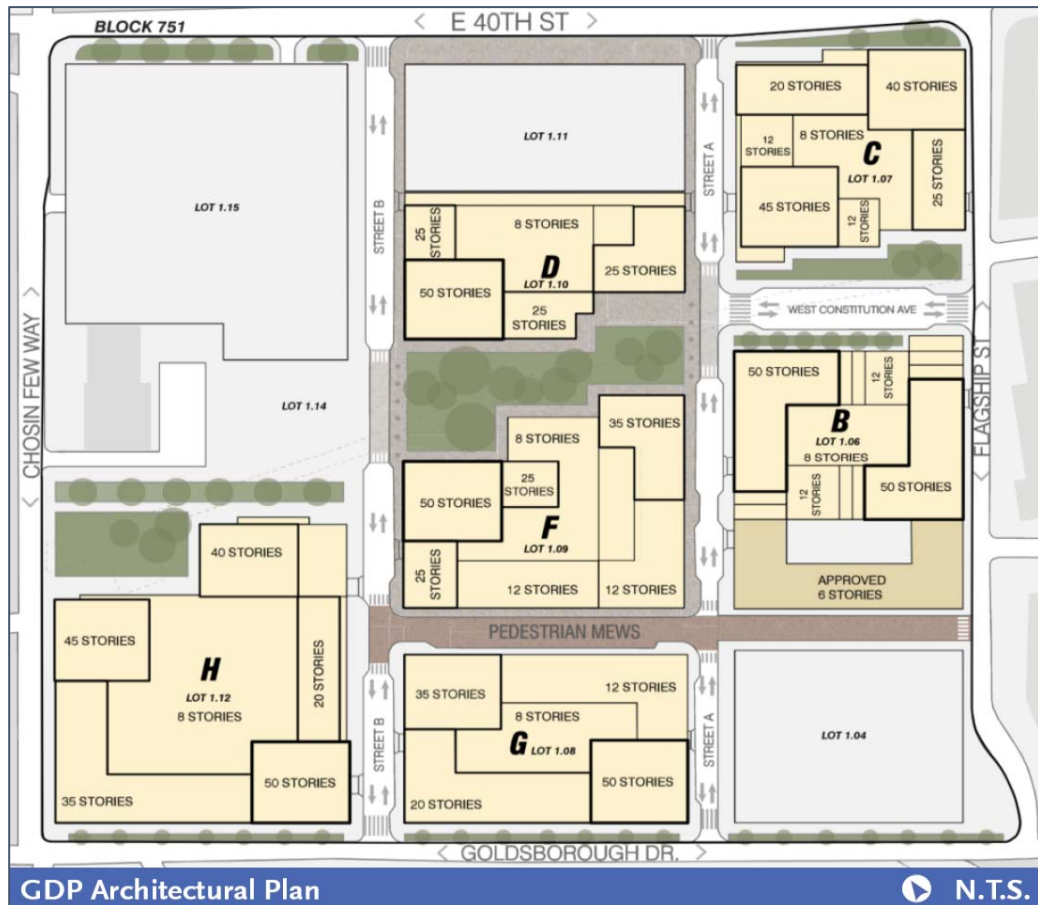 BLOCK 751
< E 40TH ST >
20 STORIES
40 STORIES
12
STORIES
8 STORIES
C
LOT 1.07
25 STORIES
45 STORIES
12
STORIES
LOT 1.11
STREET A
LOT 1.15
STREET B
25
STORIES
8 STORIES
D
LOT 1.10
25 STORIES
50 STORIES
25
STORIES
WEST CONSTITUTION AVE
< CHOSIN FEW WAY >
< FLAGSHIP ST >
LOT 1.14
50 STORIES
12
STORIES
B
LOT 1.06
8 STORIES
12
STORIES
50 STORIES
APPROVED
6 STORIES
8 STORIES
35 STORIES
50 STORIES
25
STORIES
F
LOT 1.09
25
STORIES
12 STORIES
12 STORIES
40 STORIES
45 STORIES
H
LOT 1.12
8 STORIES
20 STORIES
35 STORIES
50 STORIES
PEDESTRIAN MEWS
STREET B
35 STORIES
12 STORIES
8 STORIES
G LOT 1.08
20 STORIES
50 STORIES
STREET A
LOT 1.04
< GOLDSBOROUGH DR. >
GDP Architectural Plan
N.T.S.